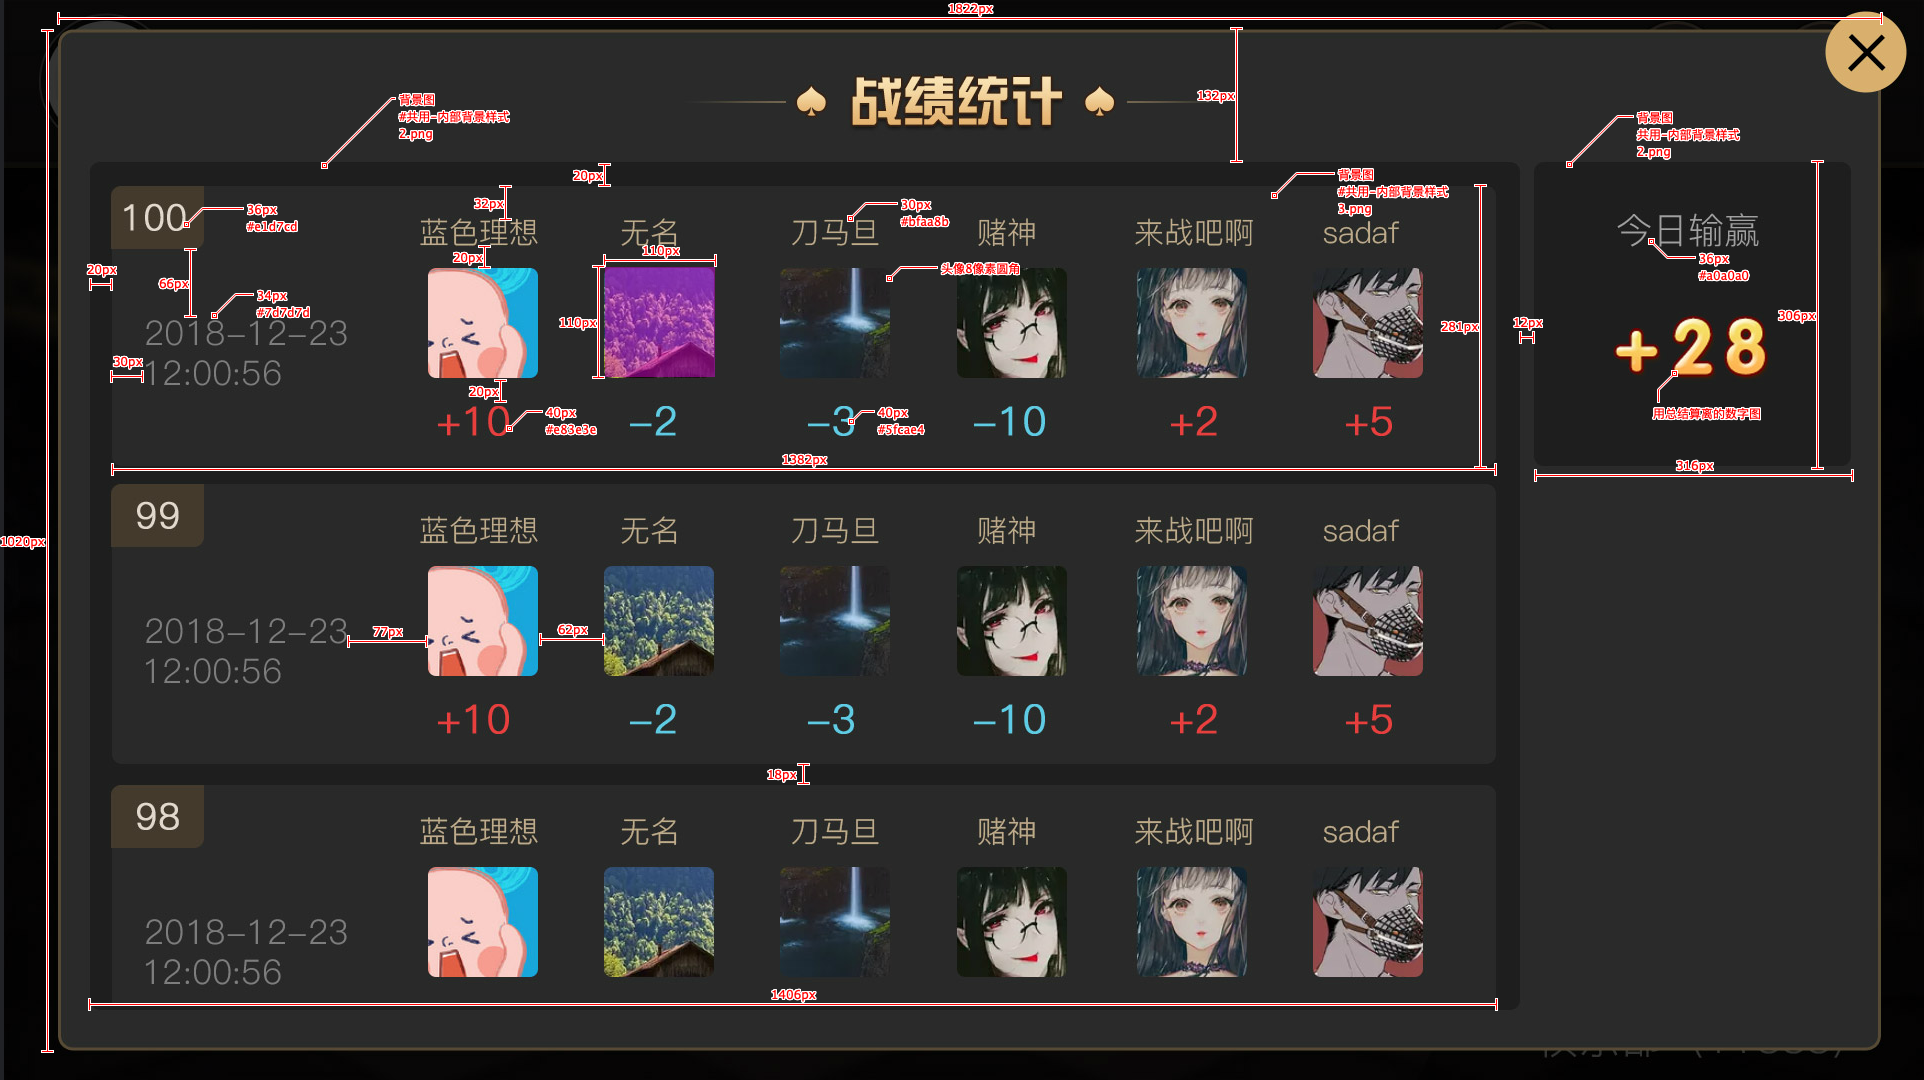 1822px
战绩统计
132px
背景图
#共用-内部背景样式
2.png
背景图
共用-内部背景样式
2.png
20px
背景图
#共用-内部背景样式
3.png
100
36px
#e1d7cd
32px
30px
#bfaa8b
蓝色理想 无名 刀马旦 赌神 来战吧啊 sadaf
今日输赢
36px
#a0a0a0
20px
110px
头像8像素圆角
20px
66px
34px
#7d7d7d
110px
281px
12px
306px
2018-12-23
12:00:56
30px
+28
用总结算离的数字图
20px
40px
#e83e3e
40px
#5fcae4
+10 -2 -3 -10 +2 +5
1382px
316px
99
蓝色理想 无名 刀马旦 赌神 来战吧啊 sadaf
1020px
2018-12-23
12:00:56
77px
62px
+10 -2 -3 -10 +2 +5
18px
98
蓝色理想 无名 刀马旦 赌神 来战吧啊 sadaf
2018-12-23
12:00:56
1406px